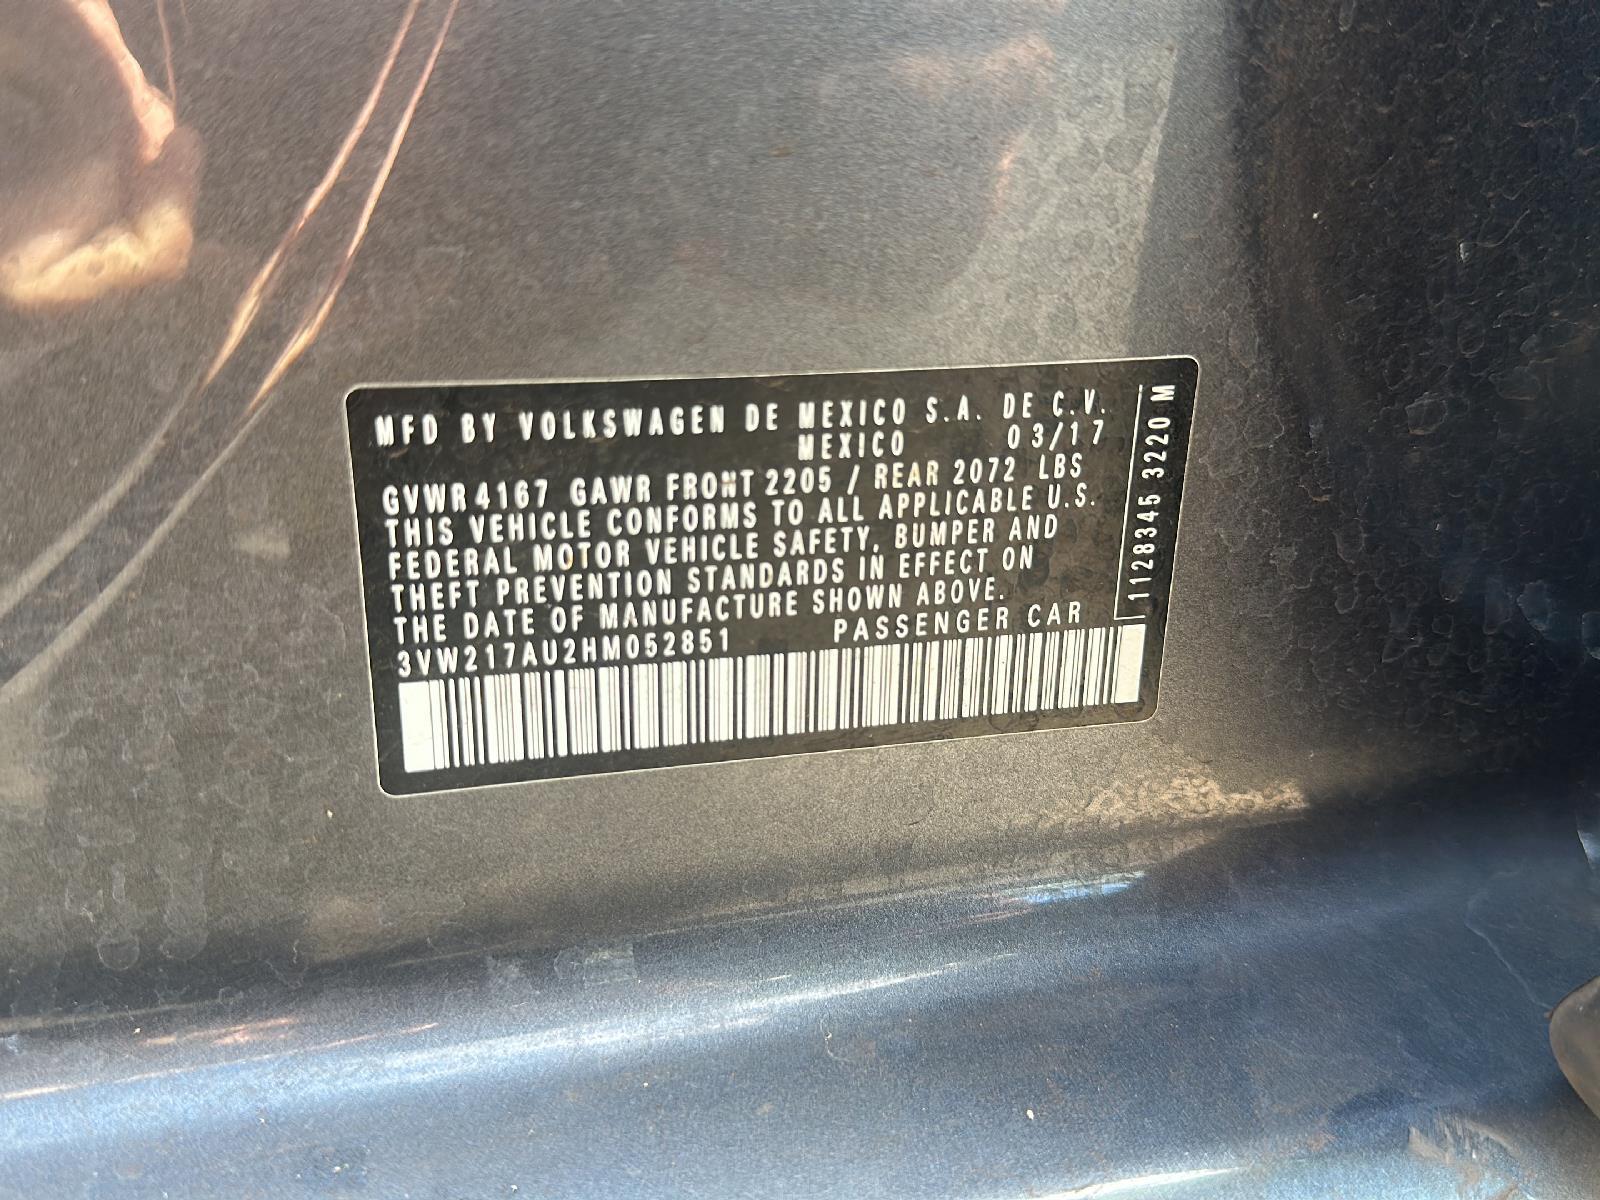 MFD BY VOLKSWAGEN DE MEXICO S.A. DE C.V.
MEXICO 03/17
GVWR 4167 GAWR FRONT 2205 / REAR 2072 LBS
THIS VEHICLE CONFORMS TO ALL APPLICABLE U.S.
FEDERAL MOTOR VEHICLE SAFETY, BUMPER AND
THEFT PREVENTION STANDARDS IN EFFECT ON
THE DATE OF MANUFACTURE SHOWN ABOVE.
3VW217AU2HM052851 PASSENGER CAR
1128345 3220 M